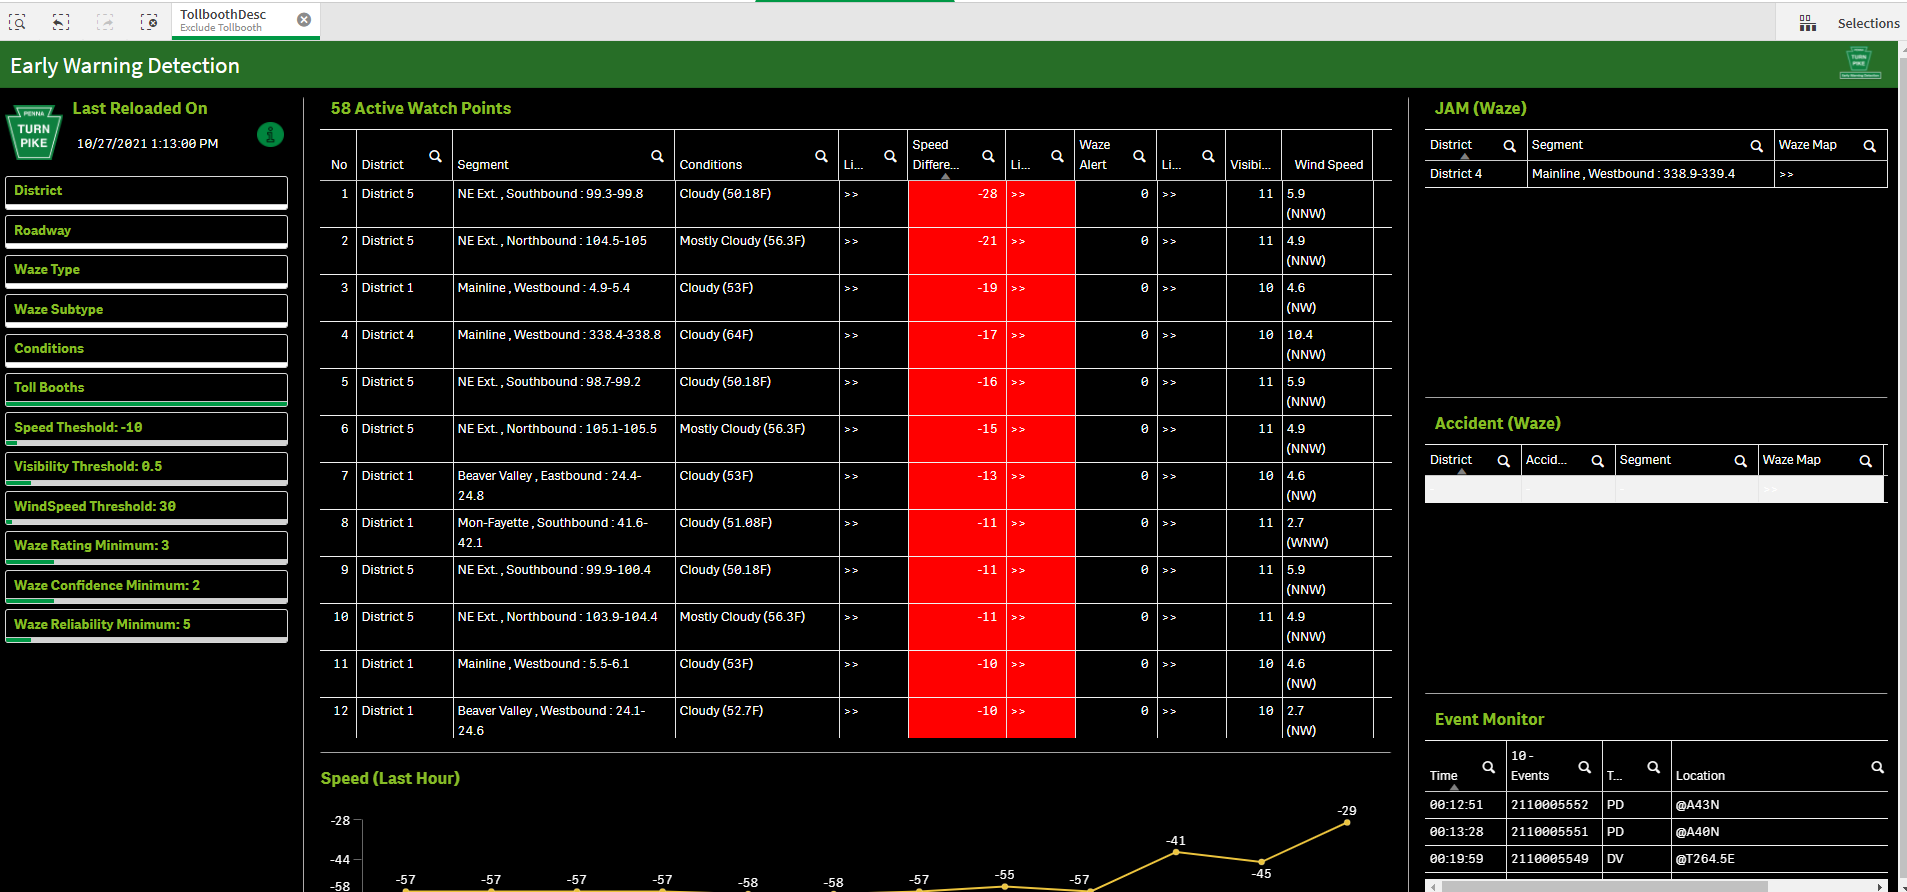 TollboothDesc
Exclude Tollbooth
Selections
Early Warning Detection
TURN
PIKE
Early Warning Detection
PENNA
TURN
PIKE
Last Reloaded On
10/27/2021 1:13:00 PM
District
Roadway
Waze Type
Waze Subtype
Conditions
Toll Booths
Speed Theshold: -10
Visibility Threshold: 0.5
WindSpeed Threshold: 30
Waze Rating Minimum: 3
Waze Confidence Minimum: 2
Waze Reliability Minimum: 5
58 Active Watch Points
No District Segment Conditions Li... Speed Differe... Li... Waze Alert Li... Visibi... Wind Speed
1 District 5 NE Ext. , Southbound : 99.3-99.8 Cloudy (50.18F) >> -28 >> 0 >> 11 5.9
(NNW)
2 District 5 NE Ext. , Northbound : 104.5-105 Mostly Cloudy (56.3F) >> -21 >> 0 >> 11 4.9
(NNW)
3 District 1 Mainline , Westbound : 4.9-5.4 Cloudy (53F) >> -19 >> 0 >> 10 4.6
(NW)
4 District 4 Mainline , Westbound : 338.4-338.8 Cloudy (64F) >> -17 >> 0 >> 10 10.4
(NNW)
5 District 5 NE Ext. , Southbound : 98.7-99.2 Cloudy (50.18F) >> -16 >> 0 >> 11 5.9
(NNW)
6 District 5 NE Ext. , Northbound : 105.1-105.5 Mostly Cloudy (56.3F) >> -15 >> 0 >> 11 4.9
(NNW)
7 District 1 Beaver Valley , Eastbound : 24.4- Cloudy (53F) >> -13 >> 0 >> 10 4.6
24.8 (NW)
8 District 1 Mon-Fayette , Southbound : 41.6- Cloudy (51.08F) >> -11 >> 0 >> 11 2.7
42.1 (WNW)
9 District 5 NE Ext. , Southbound : 99.9-100.4 Cloudy (50.18F) >> -11 >> 0 >> 11 5.9
(NNW)
10 District 5 NE Ext. , Northbound : 103.9-104.4 Mostly Cloudy (56.3F) >> -11 >> 0 >> 11 4.9
(NNW)
11 District 1 Mainline , Westbound : 5.5-6.1 Cloudy (53F) >> -10 >> 0 >> 10 4.6
(NW)
12 District 1 Beaver Valley , Westbound : 24.1- Cloudy (52.7F) >> -10 >> 0 >> 10 2.7
24.6 (NW)
Speed (Last Hour)
-28
-44
-58
-57 -57 -57 -57 -58 -58 -57 -55 -57 -41 -45 -29
JAM (Waze)
District Segment Waze Map
District 4 Mainline , Westbound : 338.9-339.4 >>
Accident (Waze)
District Accid... Segment Waze Map
Event Monitor
Time 10 - Events T... Location
00:12:51 2110005552 PD @A43N
00:13:28 2110005551 PD @A40N
00:19:59 2110005549 DV @T264.5E